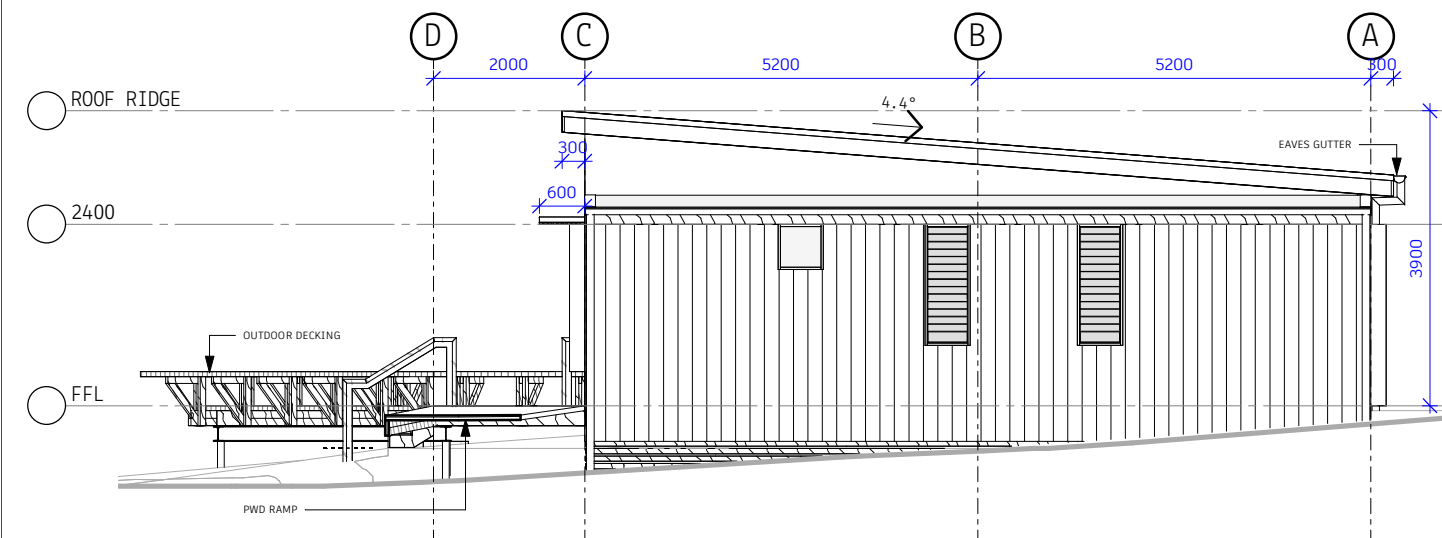 D
C
B
A
2000
5200
5200
300
ROOF RIDGE
4.4°
300
EAVES GUTTER
600
2400
3900
OUTDOOR DECKING
FFL
PWD RAMP